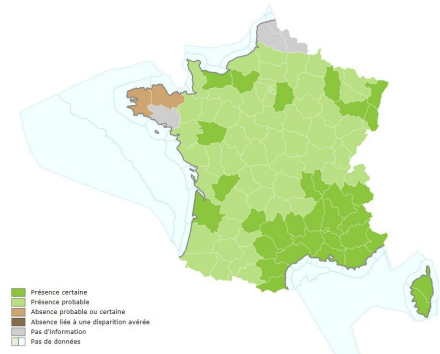 Présence certaine
Présence probable
Absence probable ou certaine
Absence liée à une disparition avérée
Pas d'information
Pas de données